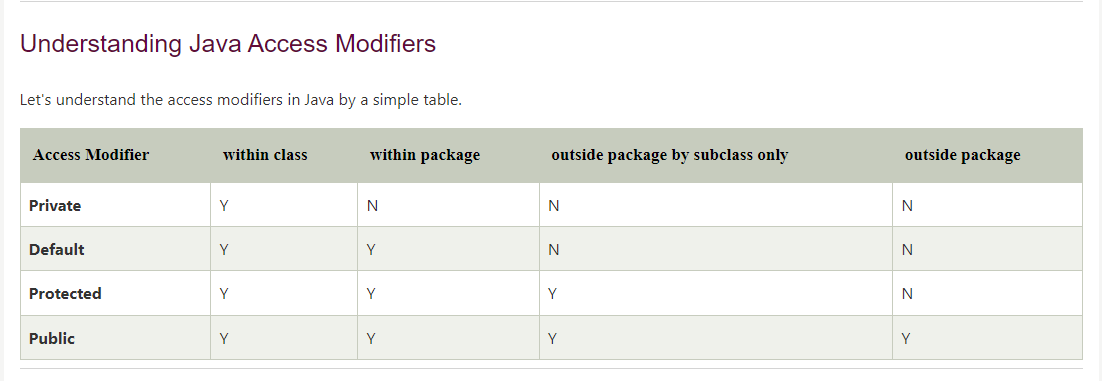 Understanding Java Access Modifiers
Let's understand the access modifiers in Java by a simple table.
Access Modifier within class within package outside package by subclass only outside package
Private Y N N N
Default Y Y N N
Protected Y Y Y N
Public Y Y Y Y